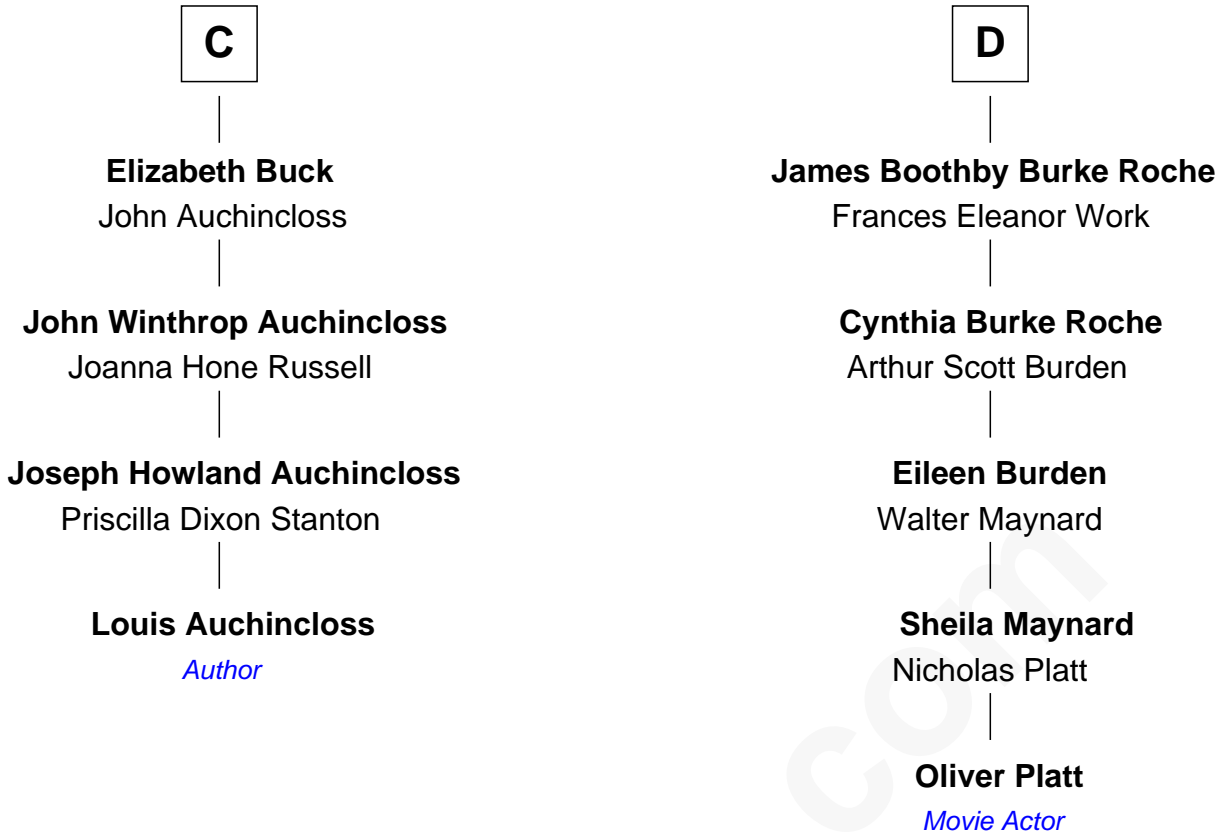 C
Elizabeth Buck
John Auchincloss
John Winthrop Auchincloss
Joanna Hone Russell
Joseph Howland Auchincloss
Priscilla Dixon Stanton
Louis Auchincloss
Author
D
James Boothby Burke Roche
Frances Eleanor Work
Cynthia Burke Roche
Arthur Scott Burden
Eileen Burden
Walter Maynard
Sheila Maynard
Nicholas Platt
Oliver Platt
Movie Actor
com